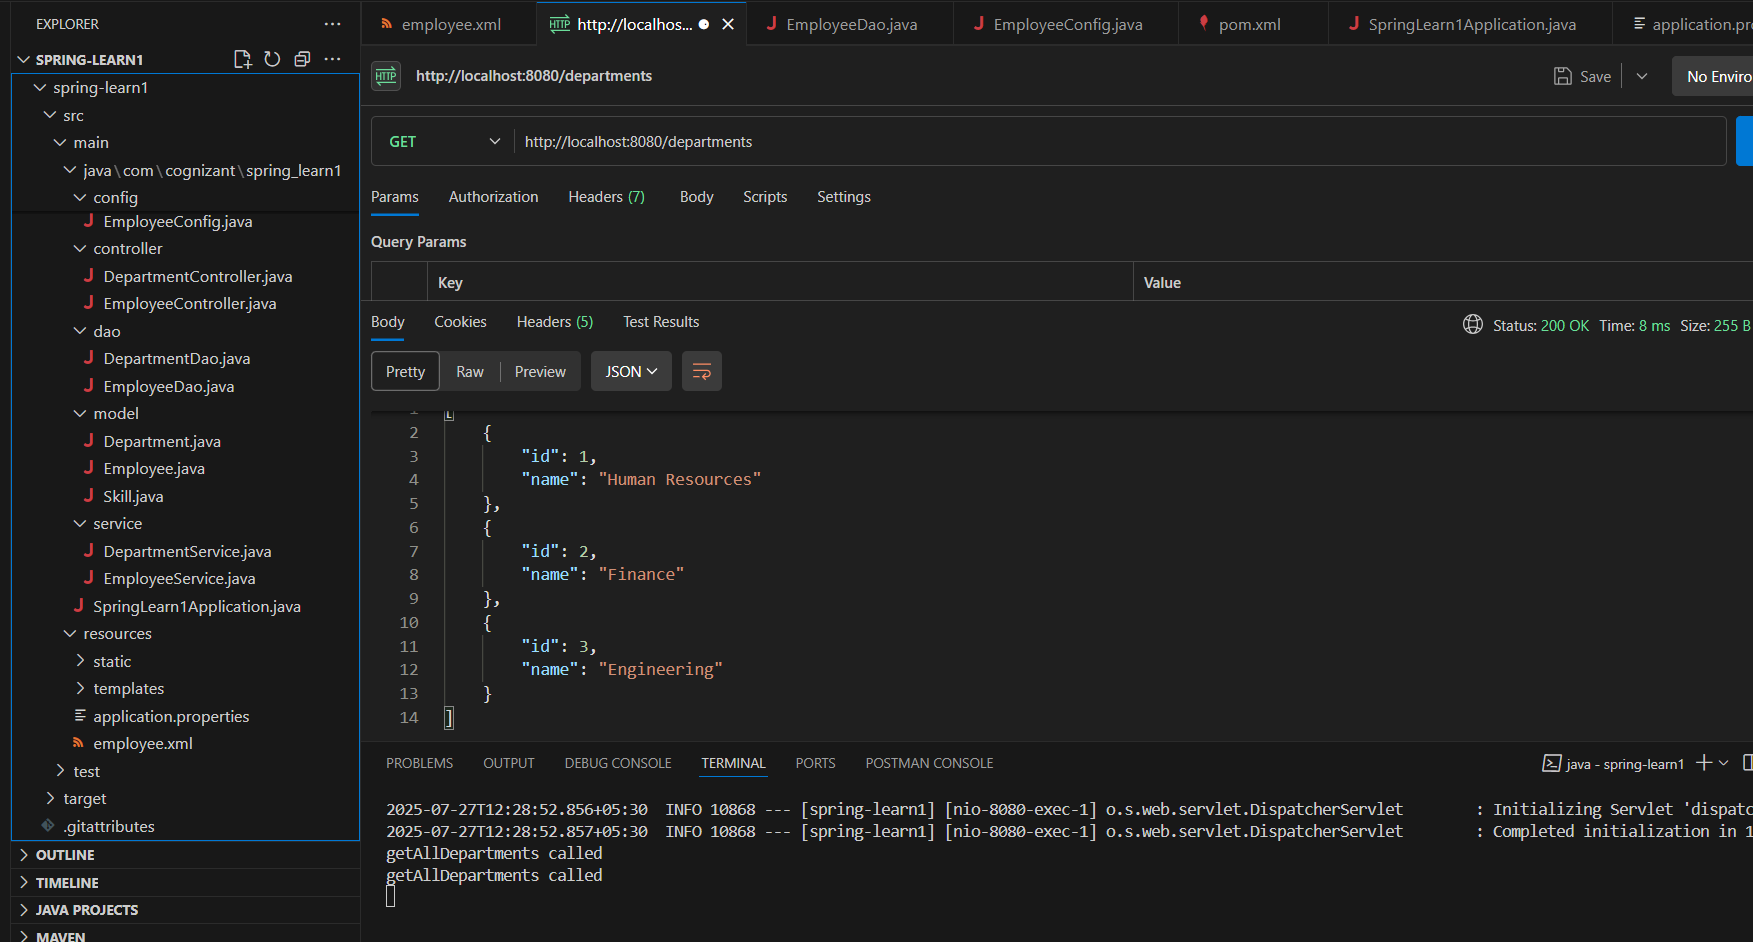 EXPLORER
SPRING-LEARN1
spring-learn1
src
main
java\com\cognizant\spring_learn1
config
EmployeeConfig.java
controller
DepartmentController.java
EmployeeController.java
dao
DepartmentDao.java
EmployeeDao.java
model
Department.java
Employee.java
Skill.java
service
DepartmentService.java
EmployeeService.java
SpringLearn1Application.java
resources
static
templates
application.properties
employee.xml
test
target
.gitattributes
OUTLINE
TIMELINE
JAVA PROJECTS
MAVEN
employee.xml http://localhos... EmployeeDao.java EmployeeConfig.java pom.xml SpringLearn1Application.java application.pro
HTTP http://localhost:8080/departments Save No Enviro
GET http://localhost:8080/departments
Params Authorization Headers (7) Body Scripts Settings
Query Params
Key Value
Body Cookies Headers (5) Test Results Status: 200 OK Time: 8 ms Size: 255 B
Pretty Raw Preview JSON
1 [
2 {
3 "id": 1,
4 "name": "Human Resources"
5 },
6 {
7 "id": 2,
8 "name": "Finance"
9 },
10 {
11 "id": 3,
12 "name": "Engineering"
13 }
14 ]
PROBLEMS OUTPUT DEBUG CONSOLE TERMINAL PORTS POSTMAN CONSOLE java - spring-learn1
2025-07-27T12:28:52.856+05:30 INFO 10868 --- [spring-learn1] [nio-8080-exec-1] o.s.web.servlet.DispatcherServlet : Initializing Servlet 'dispatc
2025-07-27T12:28:52.857+05:30 INFO 10868 --- [spring-learn1] [nio-8080-exec-1] o.s.web.servlet.DispatcherServlet : Completed initialization in 1
getAllDepartments called
getAllDepartments called